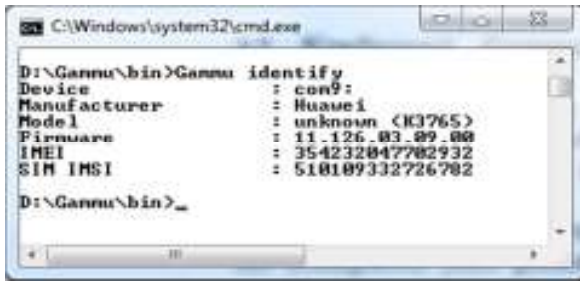 C:\Windows\system32\cmd.exe
D:\Gammu\bin>Gammu identify
Device : com9:
Manufacturer : Huawei
Model : unknown (K3765)
Firmware : 11.126.03.09.00
IMEI : 354232047702932
SIM IMSI : 510109332726782
D:\Gammu\bin>_